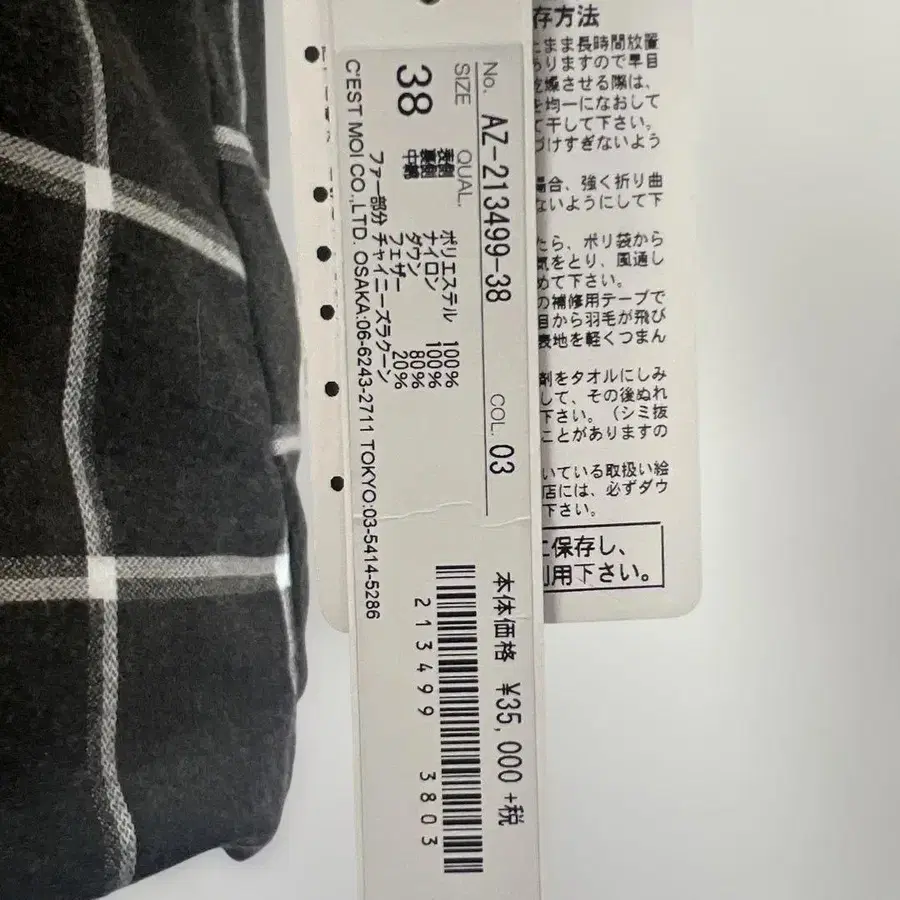 No. AZ-213499-38 COL. 03
SIZE QUAL.
38 表側 ポリエステル 100%
裏側 ナイロン 100%
中綿 ダウン 80%
フェザー 20%
ファー部分 チャイニーズラクーン
C'EST MOI CO.,LTD. OSAKA:06-6243-2711 TOKYO:03-5414-5286
本体価格 ¥35,000 +税
213499 3803
存方法
たまま長時間放置
ありますので早目
乾燥させる際は、
を均一になおして
て干して下さい。
づけすぎないよう
場合、強く折り曲
ないようにして下
たら、ポリ袋から
気をとり、風通し
めて下さい。
の補修用テープで
目から羽毛が飛び
表地を軽くつまん
剤をタオルにしみ
して、その後ぬれ
下さい。(シミ抜
ことがありますの
いている取扱い絵
店には、必ずダウ
下さい。
に保存し、
利用下さい。